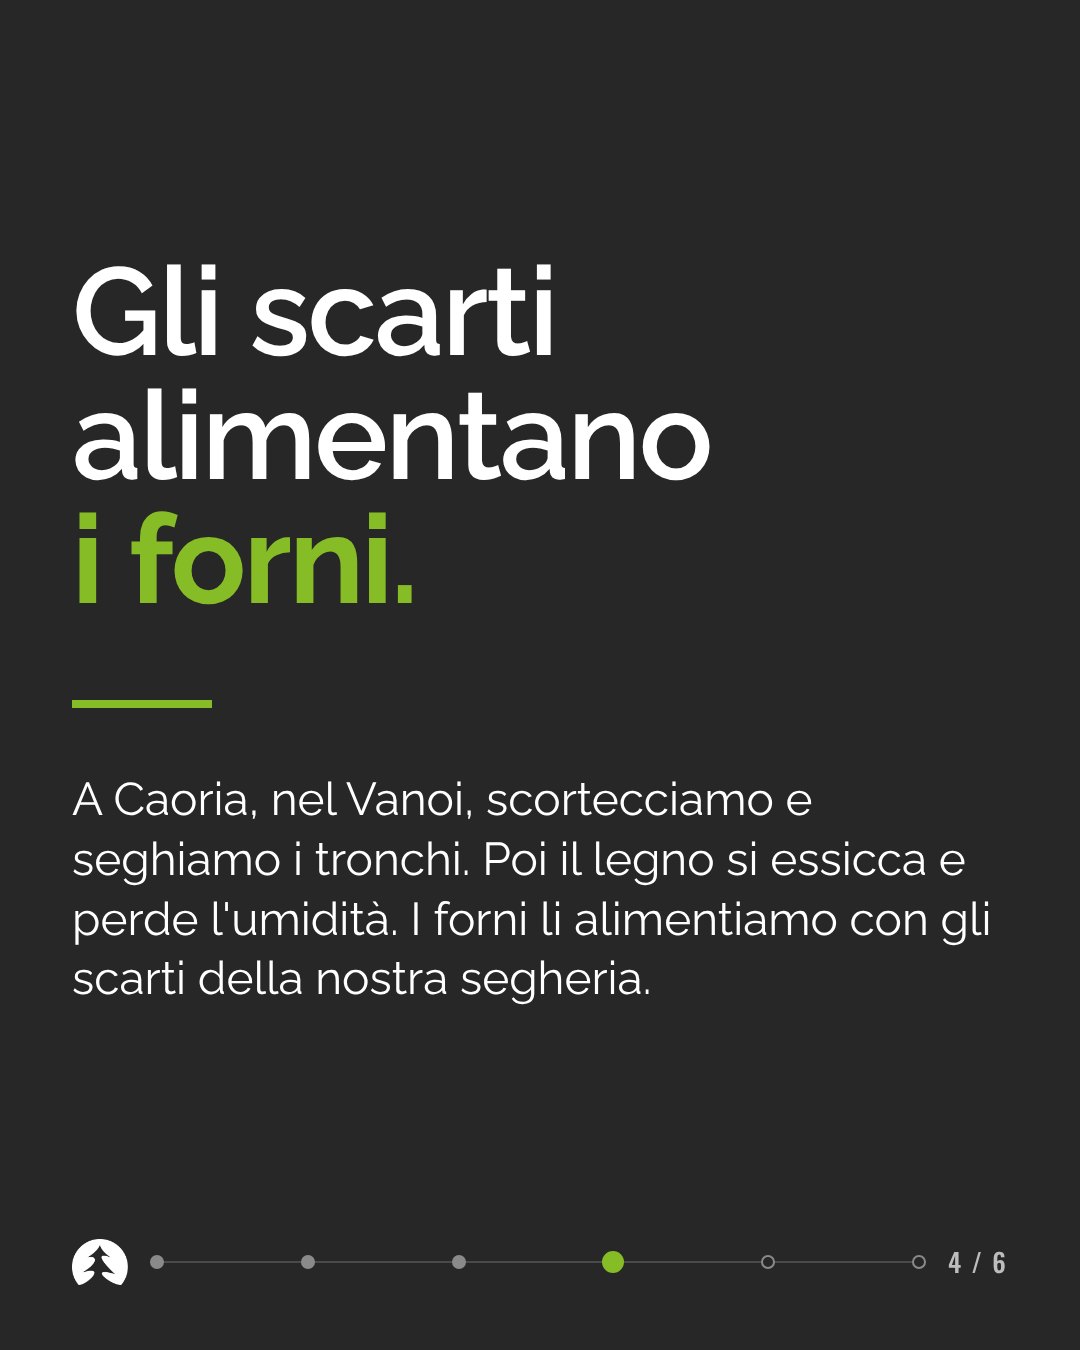 Gli scarti
alimentano
i forni.
A Caoria, nel Vanoi, scortecciamo e
seghiamo i tronchi. Poi il legno si essicca e
perde l'umidità. I forni li alimentiamo con gli
scarti della nostra segheria.
4 / 6